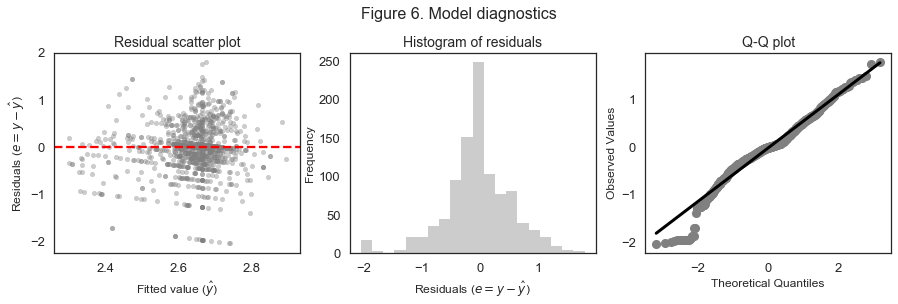 Figure 6. Model diagnostics
Residual scatter plot
Residuals (e = y − ŷ)
2
1
0
−1
−2
2.4 2.6 2.8
Fitted value (ŷ)
Histogram of residuals
Frequency
250
200
150
100
50
0
−2 −1 0 1
Residuals (e = y − ŷ)
Q-Q plot
Observed Values
1
0
−1
−2
−2 0 2
Theoretical Quantiles